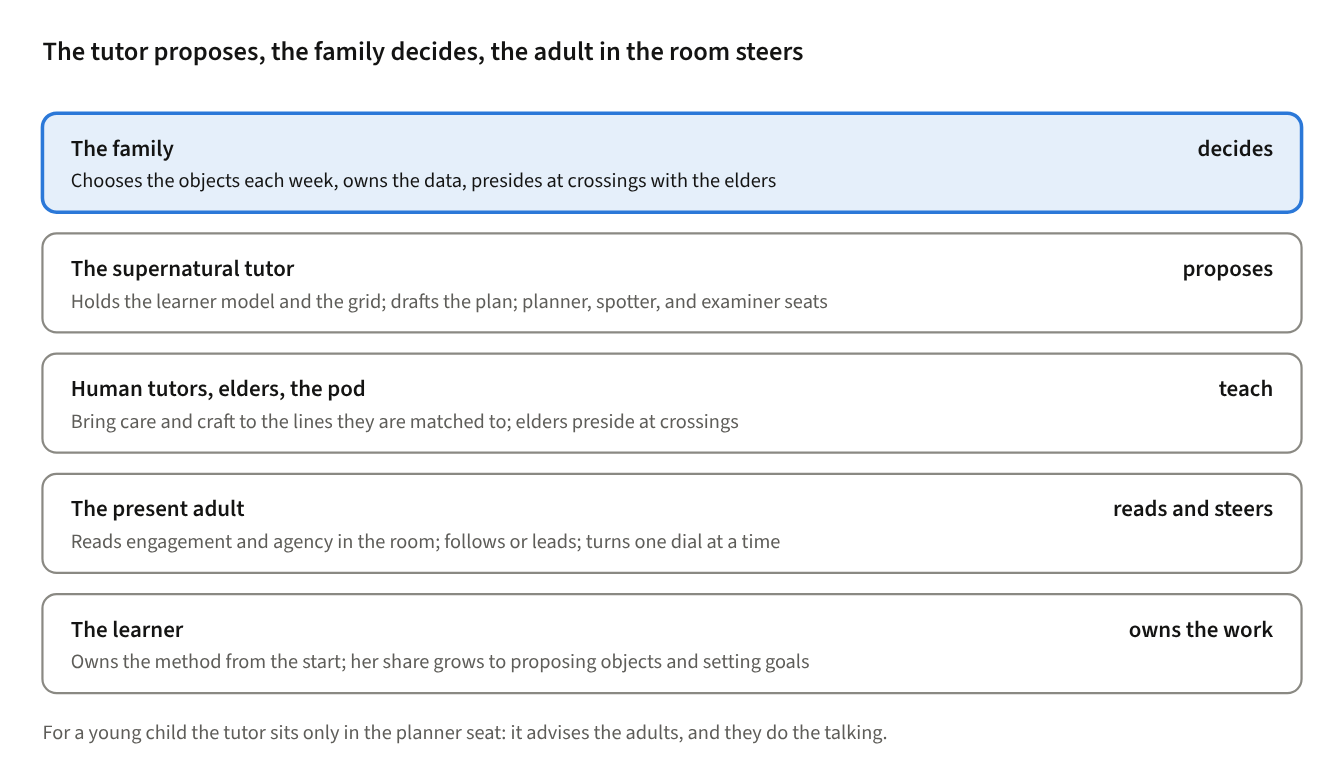 The tutor proposes, the family decides, the adult in the room steers
The family
decides
Chooses the objects each week, owns the data, presides at crossings with the elders
The supernatural tutor
proposes
Holds the learner model and the grid; drafts the plan; planner, spotter, and examiner seats
Human tutors, elders, the pod
teach
Bring care and craft to the lines they are matched to; elders preside at crossings
The present adult
reads and steers
Reads engagement and agency in the room; follows or leads; turns one dial at a time
The learner
owns the work
Owns the method from the start; her share grows to proposing objects and setting goals
For a young child the tutor sits only in the planner seat: it advises the adults, and they do the talking.